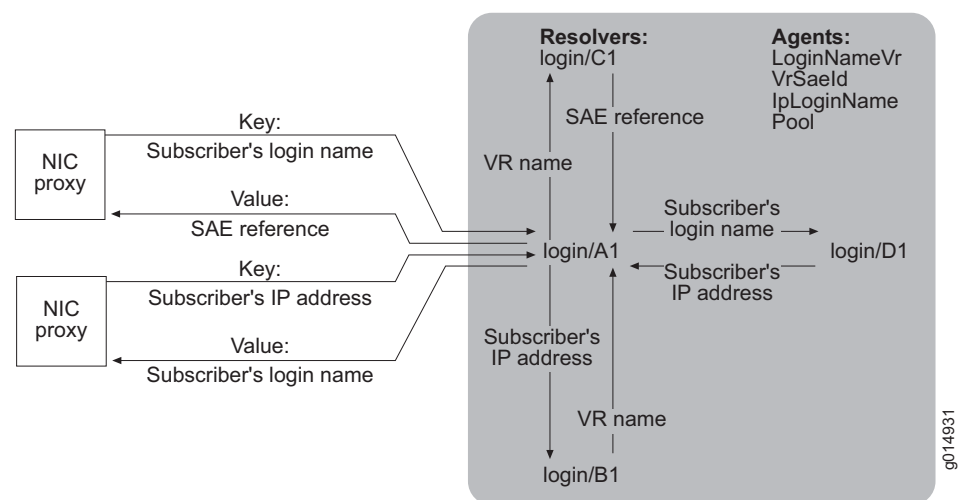 Resolvers:
login/C1
Agents:
LoginNameVr
VrSaeId
IpLoginName
Pool
SAE reference
VR name
NIC
proxy
Key:
Subscriber's login name
Value:
SAE reference
Key:
Subscriber's IP address
NIC
proxy
Value:
Subscriber's login name
Subscriber's
login name
login/A1
login/D1
Subscriber's
IP address
Subscriber's
IP address
VR name
login/B1
g014931